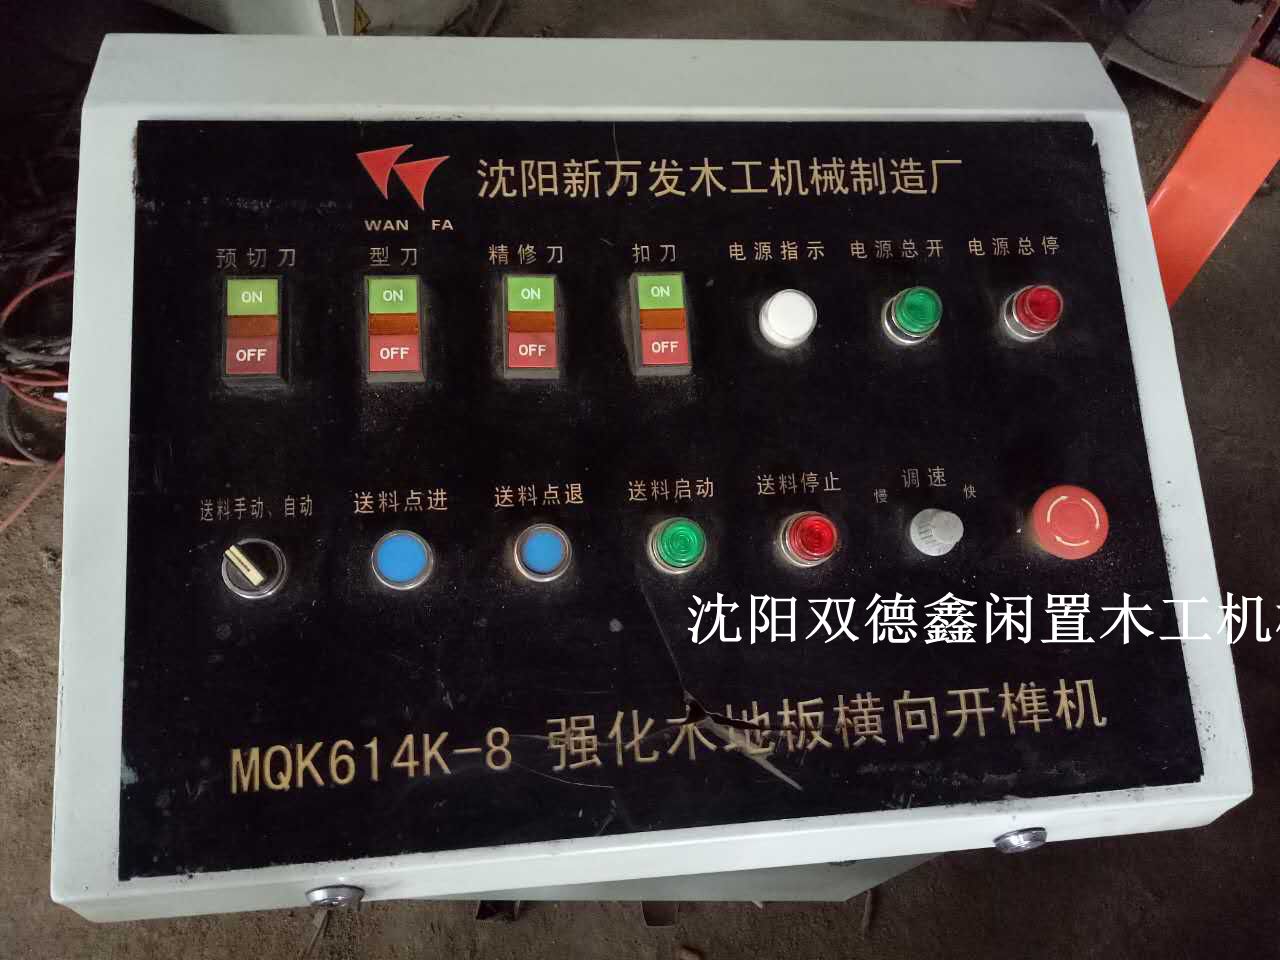 沈阳新万发木工机械制造厂
WAN FA
预切刀 型刀 精修刀 扣刀 电源指示 电源总开 电源总停
ON ON ON ON
OFF OFF OFF OFF
送料手动、自动 送料点进 送料点退 送料启动 送料停止 调速
慢 快
沈阳双德鑫闲置木工机
MQK614K-8 强化木地板横向开榫机